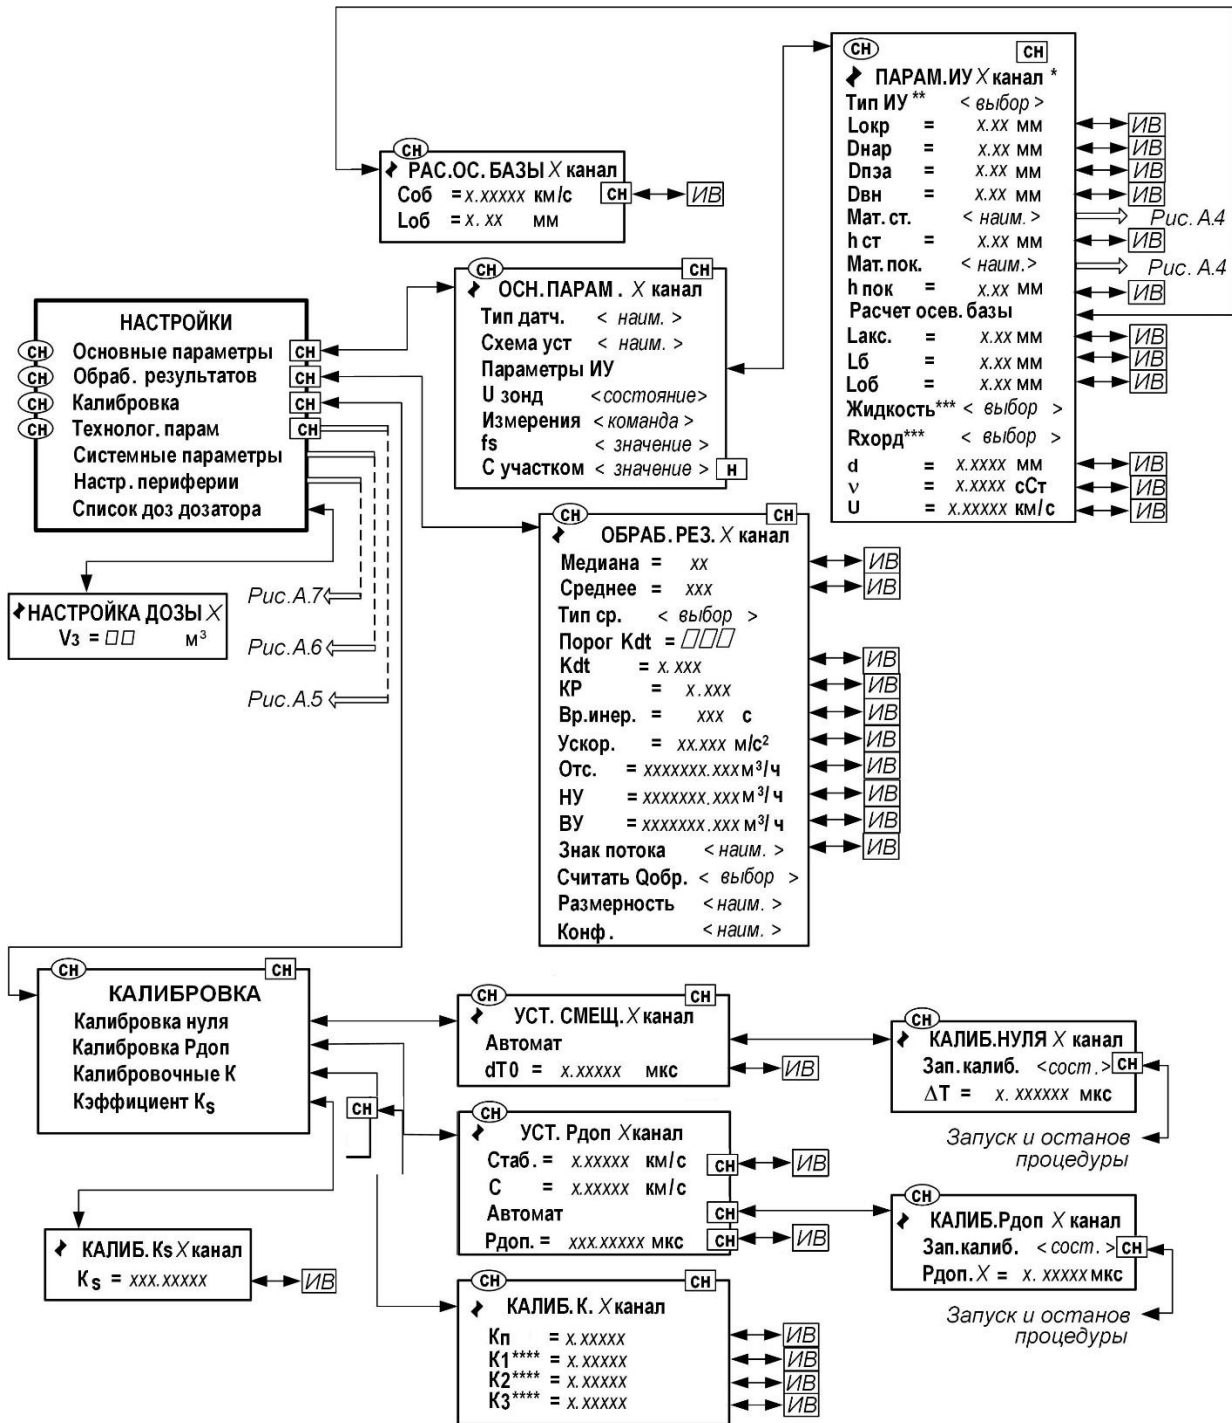 СН
РАС.ОС. БАЗЫ X канал
Соб = x.xxxxx км/с СН ИВ
Lоб = x. xx мм
СН СН
ПАРАМ.ИУ X канал *
Тип ИУ ** < выбор >
Lокр = x.xx мм ИВ
Dнар = x.xx мм ИВ
Dпэа = x.xx мм ИВ
Dвн = x.xx мм ИВ
Мат. ст. < наим. > Рис. А.4
h ст = x.xx мм ИВ
Мат. пок. < наим.> Рис. А.4
h пок = x.xx мм ИВ
Расчет осев. базы
Lакс. = x.xx мм ИВ
Lб = x.xx мм ИВ
Lоб = x.xx мм ИВ
Жидкость*** < выбор >
Rхорд*** < выбор >
d = x.xxxx мм ИВ
ν = x.xxxx сСт ИВ
U = x.xxxxx км/с ИВ
СН СН
ОСН.ПАРАМ . X канал
Тип датч. < наим. >
Схема уст < наим. >
Параметры ИУ
U зонд <состояние>
Измерения < команда >
fs < значение >
С участком < значение > Н
НАСТРОЙКИ
СН Основные параметры СН
СН Обраб. результатов СН
СН Калибровка СН
СН Технолог. парам СН
Системные параметры
Настр. периферии
Список доз дозатора
НАСТРОЙКА ДОЗЫ X
Vз = □□ м³
Рис.А.7
Рис.А.6
Рис.А.5
СН СН
ОБРАБ. РЕЗ. X канал
Медиана = xx ИВ
Среднее = xxx ИВ
Тип ср. < выбор >
Порог Kdt = □□□
Kdt = x. xxx ИВ
КР = x.xxx ИВ
Вр.инер. = xxx с ИВ
Ускор. = xx.xxx м/с² ИВ
Отс. = xxxxxxx.xxx м³/ч ИВ
НУ = xxxxxxx.xxx м³/ ч ИВ
ВУ = xxxxxxx.xxx м³/ ч ИВ
Знак потока < наим. > ИВ
Считать Qобр. < выбор >
Размерность < наим. >
Конф . < наим. >
СН СН
КАЛИБРОВКА
Калибровка нуля
Калибровка Рдоп
Калибровочные К
Кэффициент Ks
СН
СН СН
УСТ. СМЕЩ. X канал
Автомат
dT0 = x.xxxxx мкс ИВ
СН
КАЛИБ.НУЛЯ X канал
Зап.калиб. <сост.> СН
ΔT = x. xxxxxx мкс
Запуск и останов
процедуры
СН
УСТ. Рдоп X канал
Стаб. = x.xxxxx км/с СН ИВ
С = x.xxxxx км/с
Автомат СН
Рдоп. = xxx.xxxxx мкс СН ИВ
СН
КАЛИБ.Рдоп X канал
Зап.калиб. <сост.> СН
Рдоп. X = x. xxxxx мкс
Запуск и останов
процедуры
КАЛИБ. Ks X канал
Ks = xxx.xxxxx ИВ
СН СН
КАЛИБ. К. X канал
Кп = x.xxxxx ИВ
К1**** = x.xxxxx ИВ
К2**** = x.xxxxx ИВ
К3**** = x.xxxxx ИВ